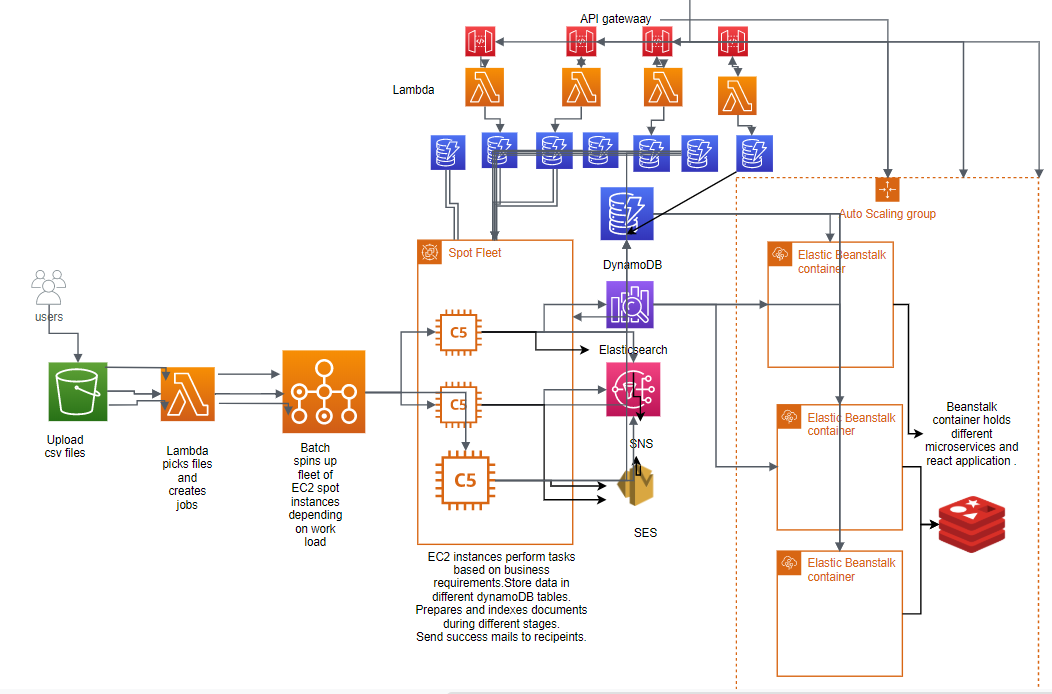 API gatewaay
Lambda
Spot Fleet
DynamoDB
Auto Scaling group
Elastic Beanstalk
container
users
C5
Elasticsearch
C5
Elastic Beanstalk
container
Beanstalk
container holds
different
microservices and
react application .
Upload
csv files
Lambda
picks files
and
creates
jobs
Batch
spins up
fleet of
EC2 spot
instances
depending
on work
load
C5
SNS
SES
EC2 instances perform tasks
based on business
requirements.Store data in
different dynamoDB tables.
Prepares and indexes documents
during different stages.
Send success mails to recipeints.
Elastic Beanstalk
container